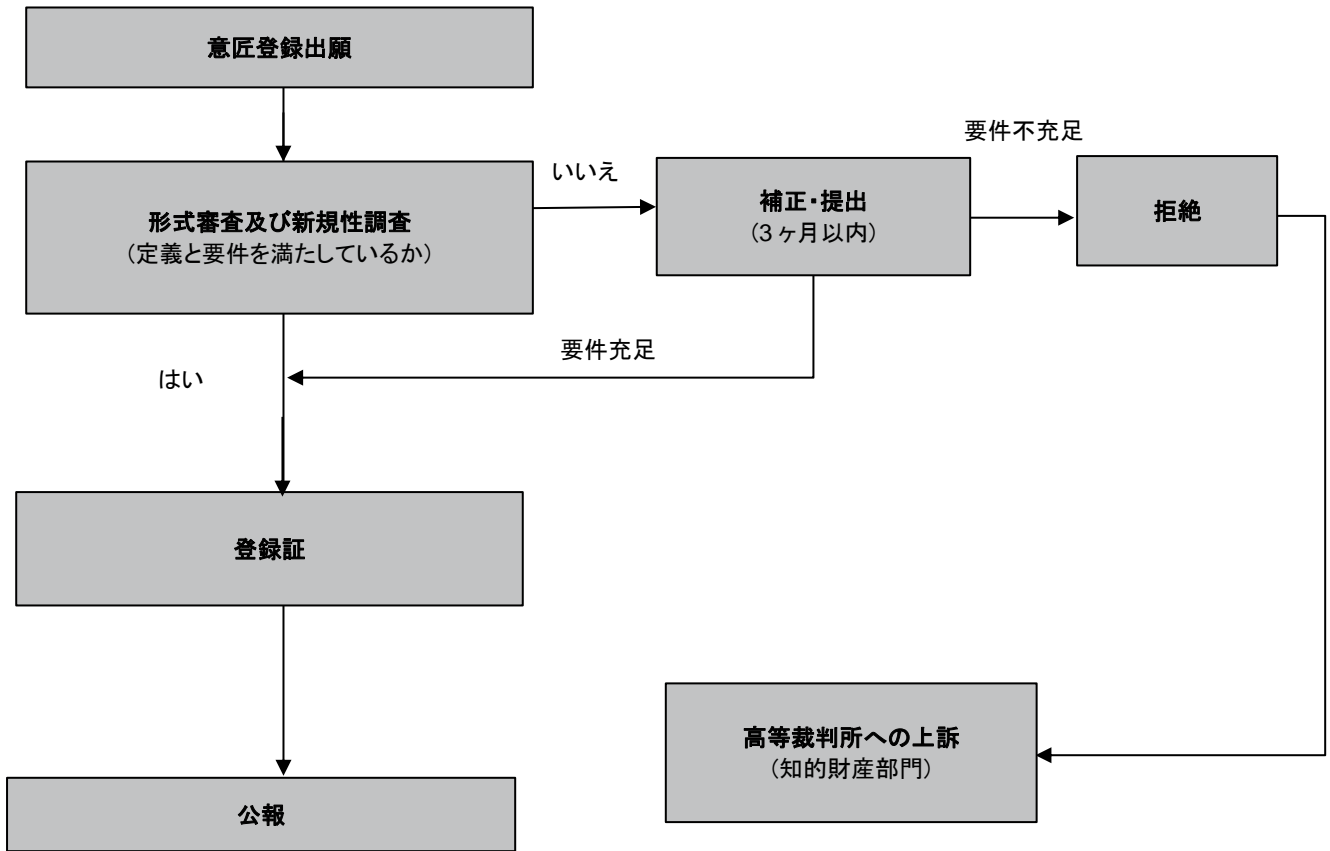 意匠登録出願
要件不充足
いいえ
形式審査及び新規性調査
(定義と要件を満たしているか)
補正・提出
(3ヶ月以内)
拒絶
要件充足
はい
登録証
高等裁判所への上訴
(知的財産部門)
公報